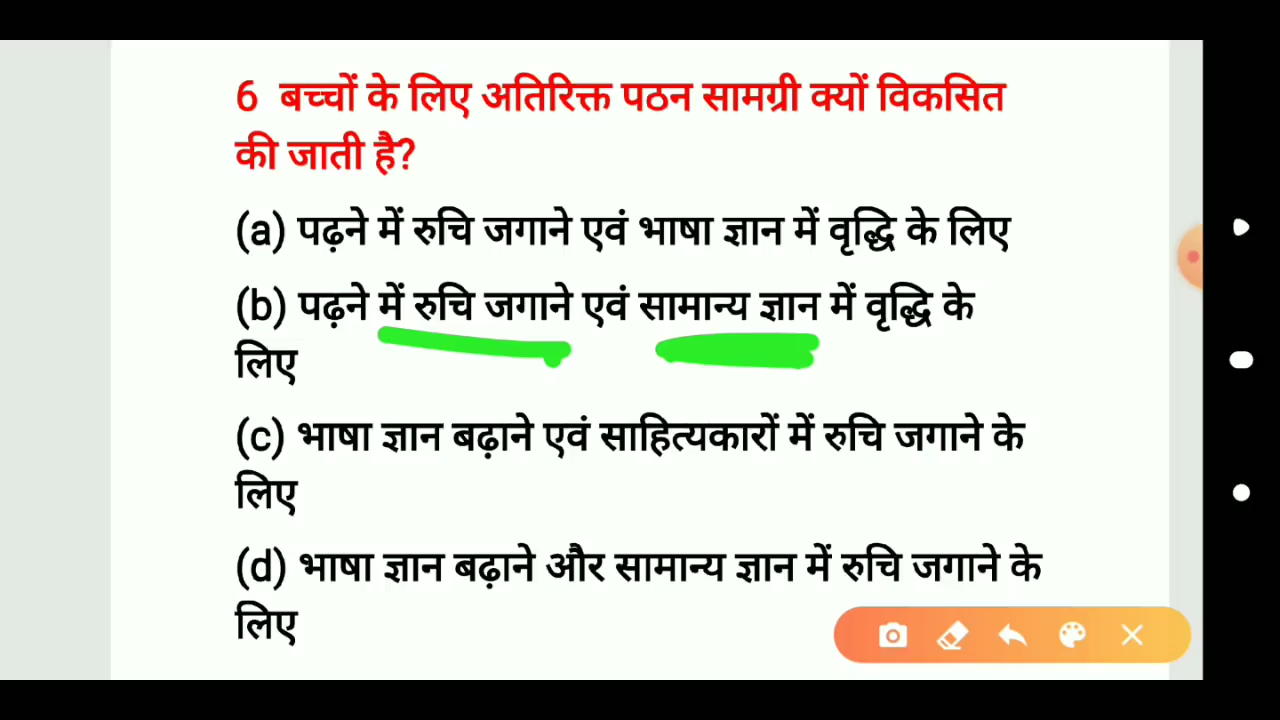 6 बच्चों के लिए अतिरिक्त पठन सामग्री क्यों विकसित
की जाती है?
(a) पढ़ने में रुचि जगाने एवं भाषा ज्ञान में वृद्धि के लिए
(b) पढ़ने में रुचि जगाने एवं सामान्य ज्ञान में वृद्धि के
लिए
(c) भाषा ज्ञान बढ़ाने एवं साहित्यकारों में रुचि जगाने के
लिए
(d) भाषा ज्ञान बढ़ाने और सामान्य ज्ञान में रुचि जगाने के
लिए